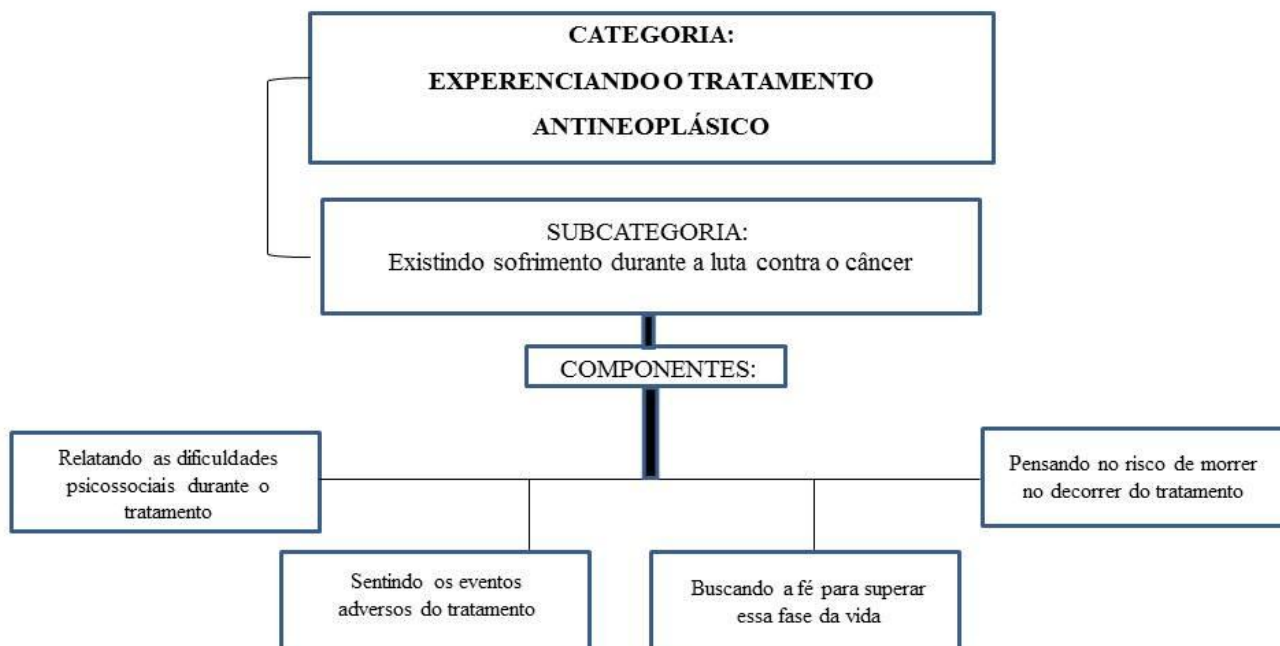 CATEGORIA:
EXPERENCIANDO O TRATAMENTO
ANTINEOPLÁSICO
SUBCATEGORIA:
Existindo sofrimento durante a luta contra o câncer
COMPONENTES:
Relatando as dificuldades
psicossociais durante o
tratamento
Pensando no risco de morrer
no decorrer do tratamento
Sentindo os eventos
adversos do tratamento
Buscando a fé para superar
essa fase da vida